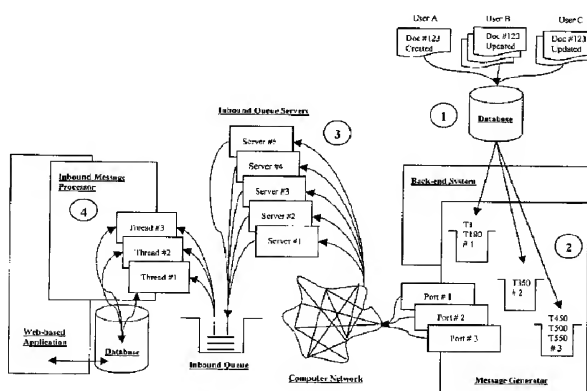 User A
User B
User C
Doc #123
Created
Doc #123
Updated
Doc #123
Updated
1
Database
Inbound Queue Servers
3
Server #5
Server #4
Server #3
Server #2
Server #1
Inbound Message
Processor
4
Thread #3
Thread #2
Thread #1
Web-based
Application
Database
Inbound Queue
Computer Network
Back-end System
2
T1
T180
# 1
T350
# 2
T450
T500
T550
# 3
Port # 1
Port # 2
Port # 3
Message Generator